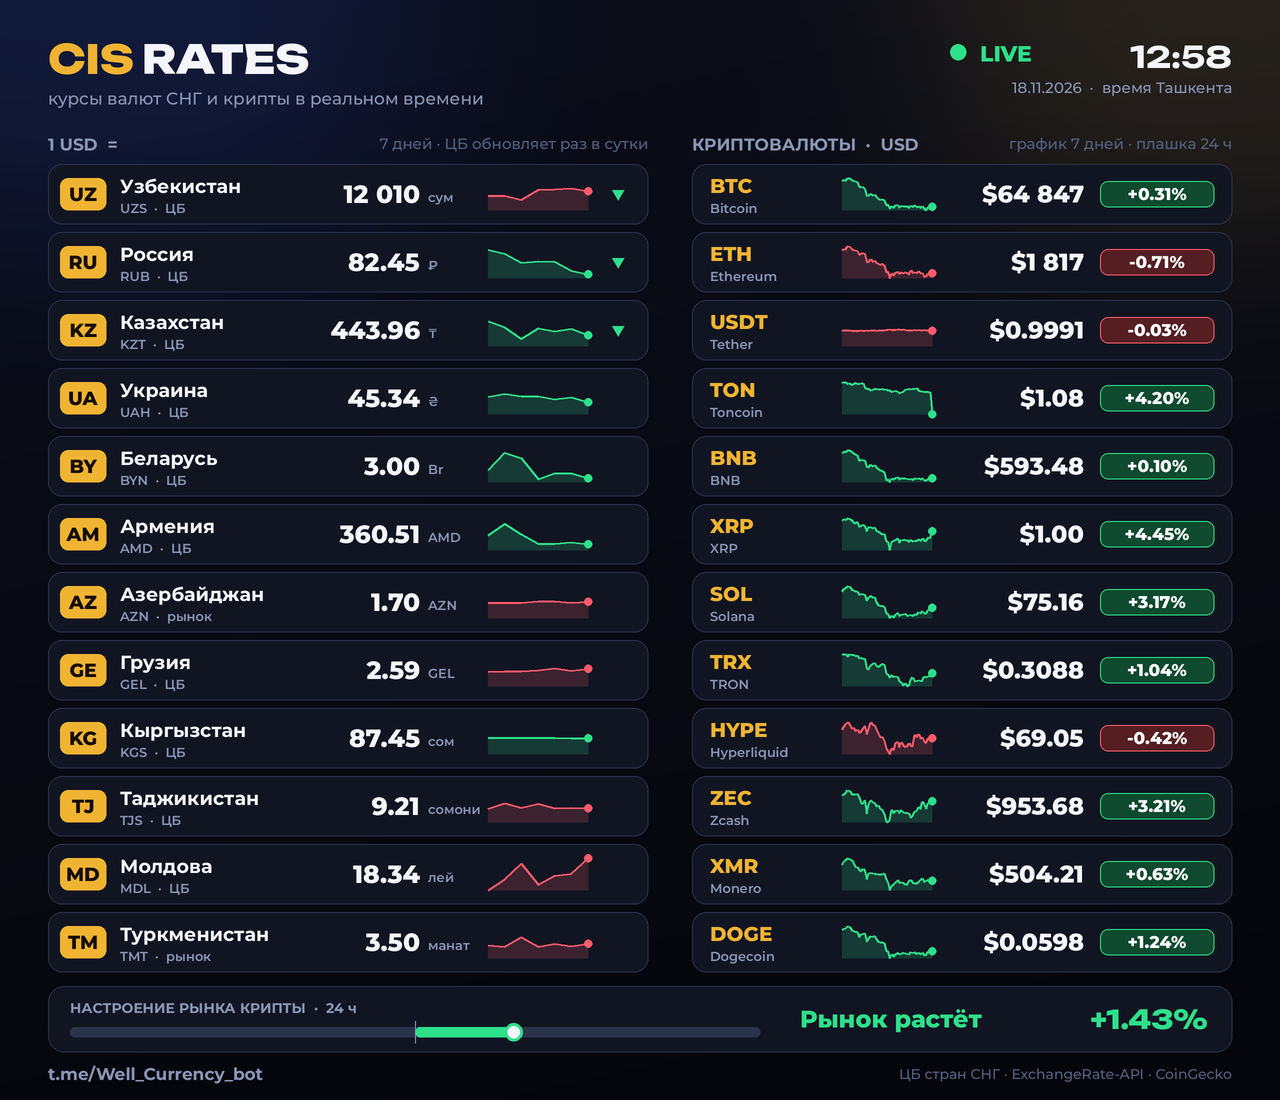 CIS RATES
курсы валют СНГ и крипты в реальном времени
LIVE
12:58
18.11.2026 · время Ташкента
1 USD =
7 дней · ЦБ обновляет раз в сутки
UZ Узбекистан 12 010 сум
UZS · ЦБ
RU Россия 82.45 ₽
RUB · ЦБ
KZ Казахстан 443.96 ₸
KZT · ЦБ
UA Украина 45.34 ₴
UAH · ЦБ
BY Беларусь 3.00 Br
BYN · ЦБ
AM Армения 360.51 AMD
AMD · ЦБ
AZ Азербайджан 1.70 AZN
AZN · рынок
GE Грузия 2.59 GEL
GEL · ЦБ
KG Кыргызстан 87.45 сом
KGS · ЦБ
TJ Таджикистан 9.21 сомони
TJS · ЦБ
MD Молдова 18.34 лей
MDL · ЦБ
TM Туркменистан 3.50 манат
TMT · рынок
КРИПТОВАЛЮТЫ · USD
график 7 дней · плашка 24 ч
BTC $64 847 +0.31%
Bitcoin
ETH $1 817 -0.71%
Ethereum
USDT $0.9991 -0.03%
Tether
TON $1.08 +4.20%
Toncoin
BNB $593.48 +0.10%
BNB
XRP $1.00 +4.45%
XRP
SOL $75.16 +3.17%
Solana
TRX $0.3088 +1.04%
TRON
HYPE $69.05 -0.42%
Hyperliquid
ZEC $953.68 +3.21%
Zcash
XMR $504.21 +0.63%
Monero
DOGE $0.0598 +1.24%
Dogecoin
НАСТРОЕНИЕ РЫНКА КРИПТЫ · 24 ч
Рынок растёт
+1.43%
t.me/Well_Currency_bot
ЦБ стран СНГ · ExchangeRate-API · CoinGecko